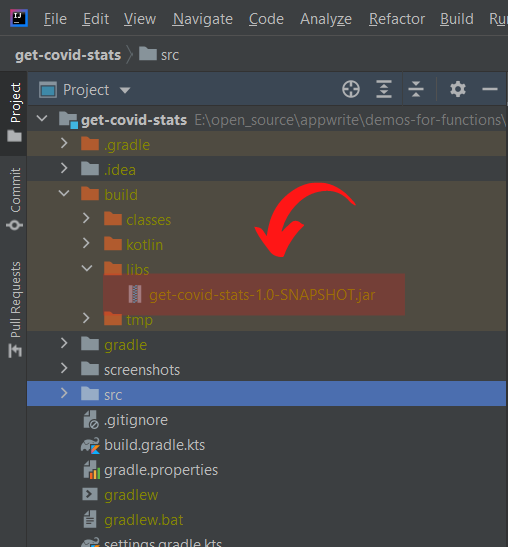 IJ File Edit View Navigate Code Analyze Refactor Build
get-covid-stats src
Project
get-covid-stats E:\open_source\appwrite\demos-for-functions\
.gradle
.idea
build
classes
kotlin
libs
get-covid-stats-1.0-SNAPSHOT.jar
tmp
gradle
screenshots
src
.gitignore
build.gradle.kts
gradle.properties
gradlew
gradlew.bat
settings.gradle.kts
Project
Commit
Pull Requests